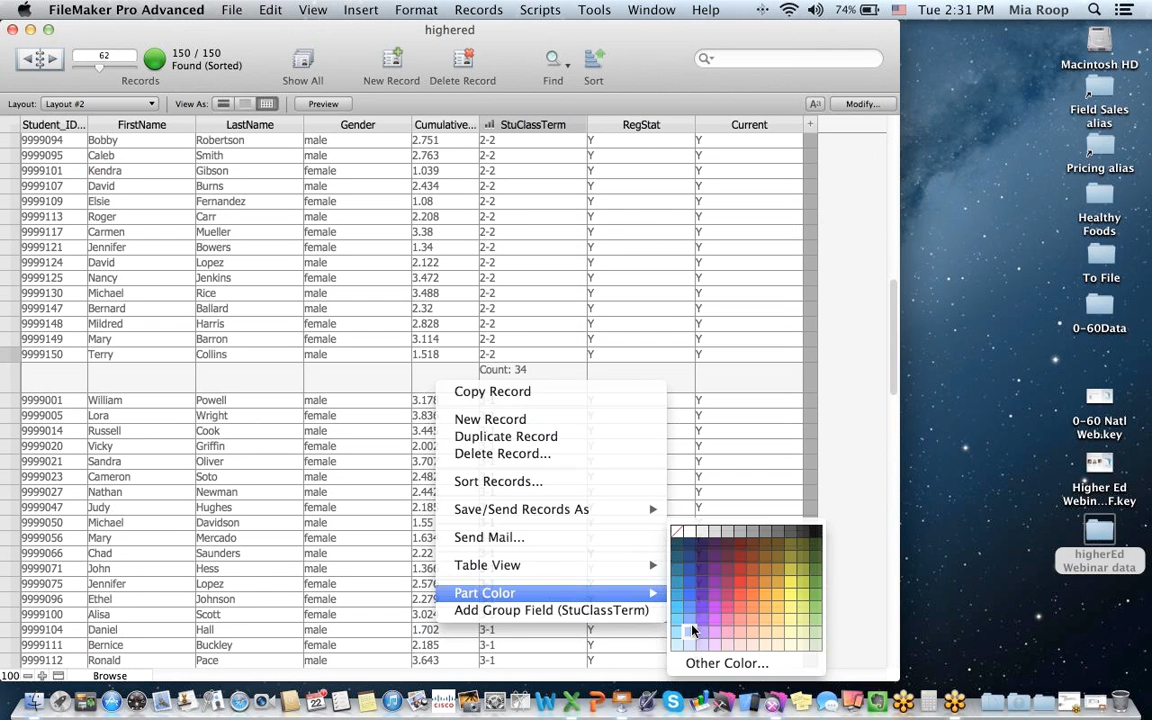 FileMaker Pro Advanced File Edit View Insert Format Records Scripts Tools Window Help 74% Tue 2:31 PM Mia Roop
highered
62 150 / 150 Found (Sorted)
Records Show All New Record Delete Record Find Sort
Layout: Layout #2 View As: Preview Aa Modify...
Student_ID... FirstName LastName Gender Cumulative... StuClassTerm RegStat Current +
9999094 Bobby Robertson male 2.751 2-2 Y Y
9999095 Caleb Smith male 2.763 2-2 Y Y
9999101 Kendra Gibson female 1.039 2-2 Y Y
9999107 David Burns male 2.434 2-2 Y Y
9999109 Elsie Fernandez female 1.08 2-2 Y Y
9999113 Roger Carr male 2.208 2-2 Y Y
9999117 Carmen Mueller female 3.38 2-2 Y Y
9999121 Jennifer Bowers female 1.34 2-2 Y Y
9999124 David Lopez male 2.122 2-2 Y Y
9999125 Nancy Jenkins female 3.472 2-2 Y Y
9999130 Michael Rice male 3.488 2-2 Y Y
9999147 Bernard Ballard male 2.32 2-2 Y Y
9999148 Mildred Harris female 2.828 2-2 Y Y
9999149 Mary Barron female 3.114 2-2 Y Y
9999150 Terry Collins male 1.518 2-2 Y Y
Count: 34
9999001 William Powell male 3.178 Y
9999005 Lora Wright female 3.836 Y
9999014 Russell Cook male Y
9999020 Vicky Griffin female Y
9999021 Sandra Oliver female Y
9999023 Cameron Soto male Y
9999027 Nathan Newman male Y
9999047 Judy Hughes female Y
9999050 Michael Davidson male
9999056 Mary Mercado female
9999066 Chad Saunders male
9999071 John Hess male
9999075 Jennifer Lopez female
9999096 Ethel Johnson female
9999100 Alisa Scott female
9999104 Daniel Hall male 1.702 3-1 Y
9999111 Bernice Buckley female 2.185 3-1 Y
9999112 Ronald Pace male 3.643 3-1 Y
Copy Record
New Record
Duplicate Record
Delete Record...
Sort Records...
Save/Send Records As
Send Mail...
Table View
Part Color
Add Group Field (StuClassTerm)
Other Color...
100 Browse
Macintosh HD
Field Sales
alias
Pricing alias
Healthy
Foods
To File
0-60Data
0-60 Natl
Web.key
Higher Ed
Webin...F.key
higherEd
Webinar data
22
CISCO